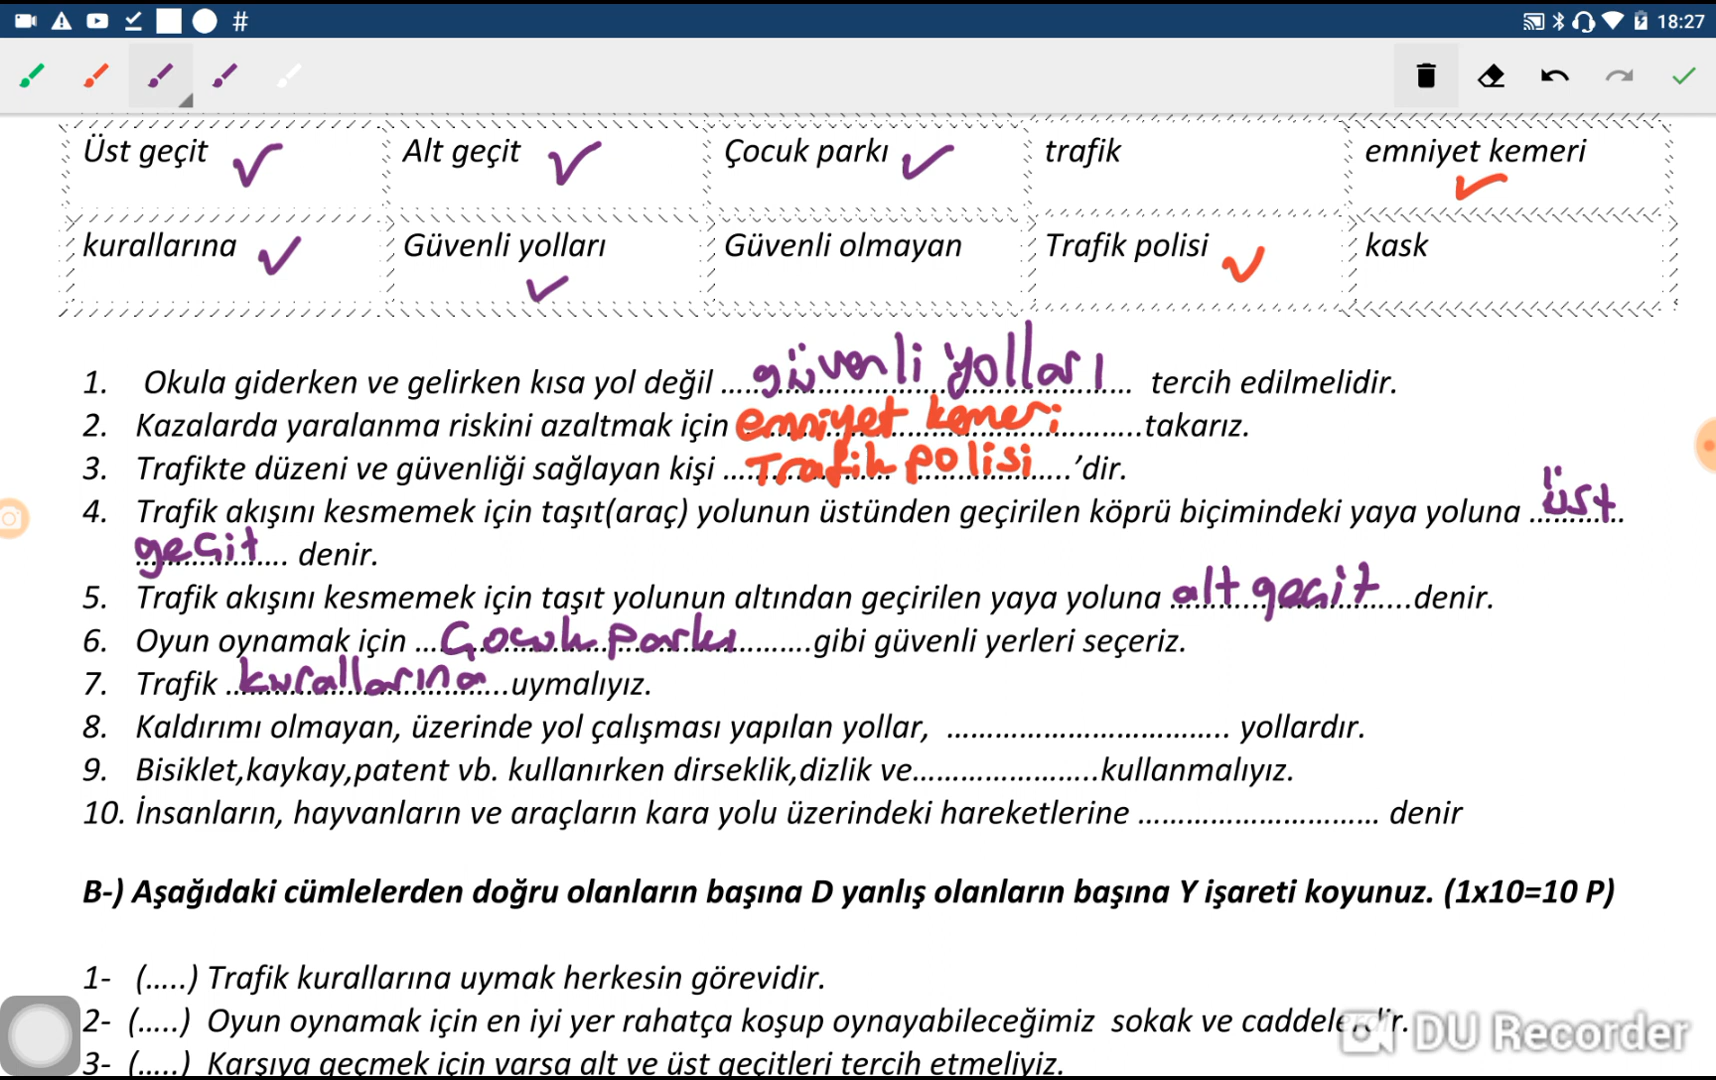 # 18:27
Üst geçit Alt geçit Çocuk parkı trafik emniyet kemeri
kurallarına Güvenli yolları Güvenli olmayan Trafik polisi kask
1. Okula giderken ve gelirken kısa yol değil ... güvenli yolları ... tercih edilmelidir.
2. Kazalarda yaralanma riskini azaltmak için emniyet kemeri ...takarız.
3. Trafikte düzeni ve güvenliği sağlayan kişi ... Trafik polisi ...'dir.
4. Trafik akışını kesmemek için taşıt(araç) yolunun üstünden geçirilen köprü biçimindeki yaya yoluna ... üst
geçit ... denir.
5. Trafik akışını kesmemek için taşıt yolunun altından geçirilen yaya yoluna alt geçit ...denir.
6. Oyun oynamak için ... Çocuk parkı ...gibi güvenli yerleri seçeriz.
7. Trafik .. kurallarına ...uymalıyız.
8. Kaldırımı olmayan, üzerinde yol çalışması yapılan yollar, ................................ yollardır.
9. Bisiklet,kaykay,patent vb. kullanırken dirseklik,dizlik ve......................kullanmalıyız.
10. İnsanların, hayvanların ve araçların kara yolu üzerindeki hareketlerine ............................ denir
B-) Aşağıdaki cümlelerden doğru olanların başına D yanlış olanların başına Y işareti koyunuz. (1x10=10 P)
1- (.....) Trafik kurallarına uymak herkesin görevidir.
2- (.....) Oyun oynamak için en iyi yer rahatça koşup oynayabileceğimiz sokak ve caddelerdir.
DU Recorder
3- (.....) Karşıya geçmek için varsa alt ve üst geçitleri tercih etmeliyiz.